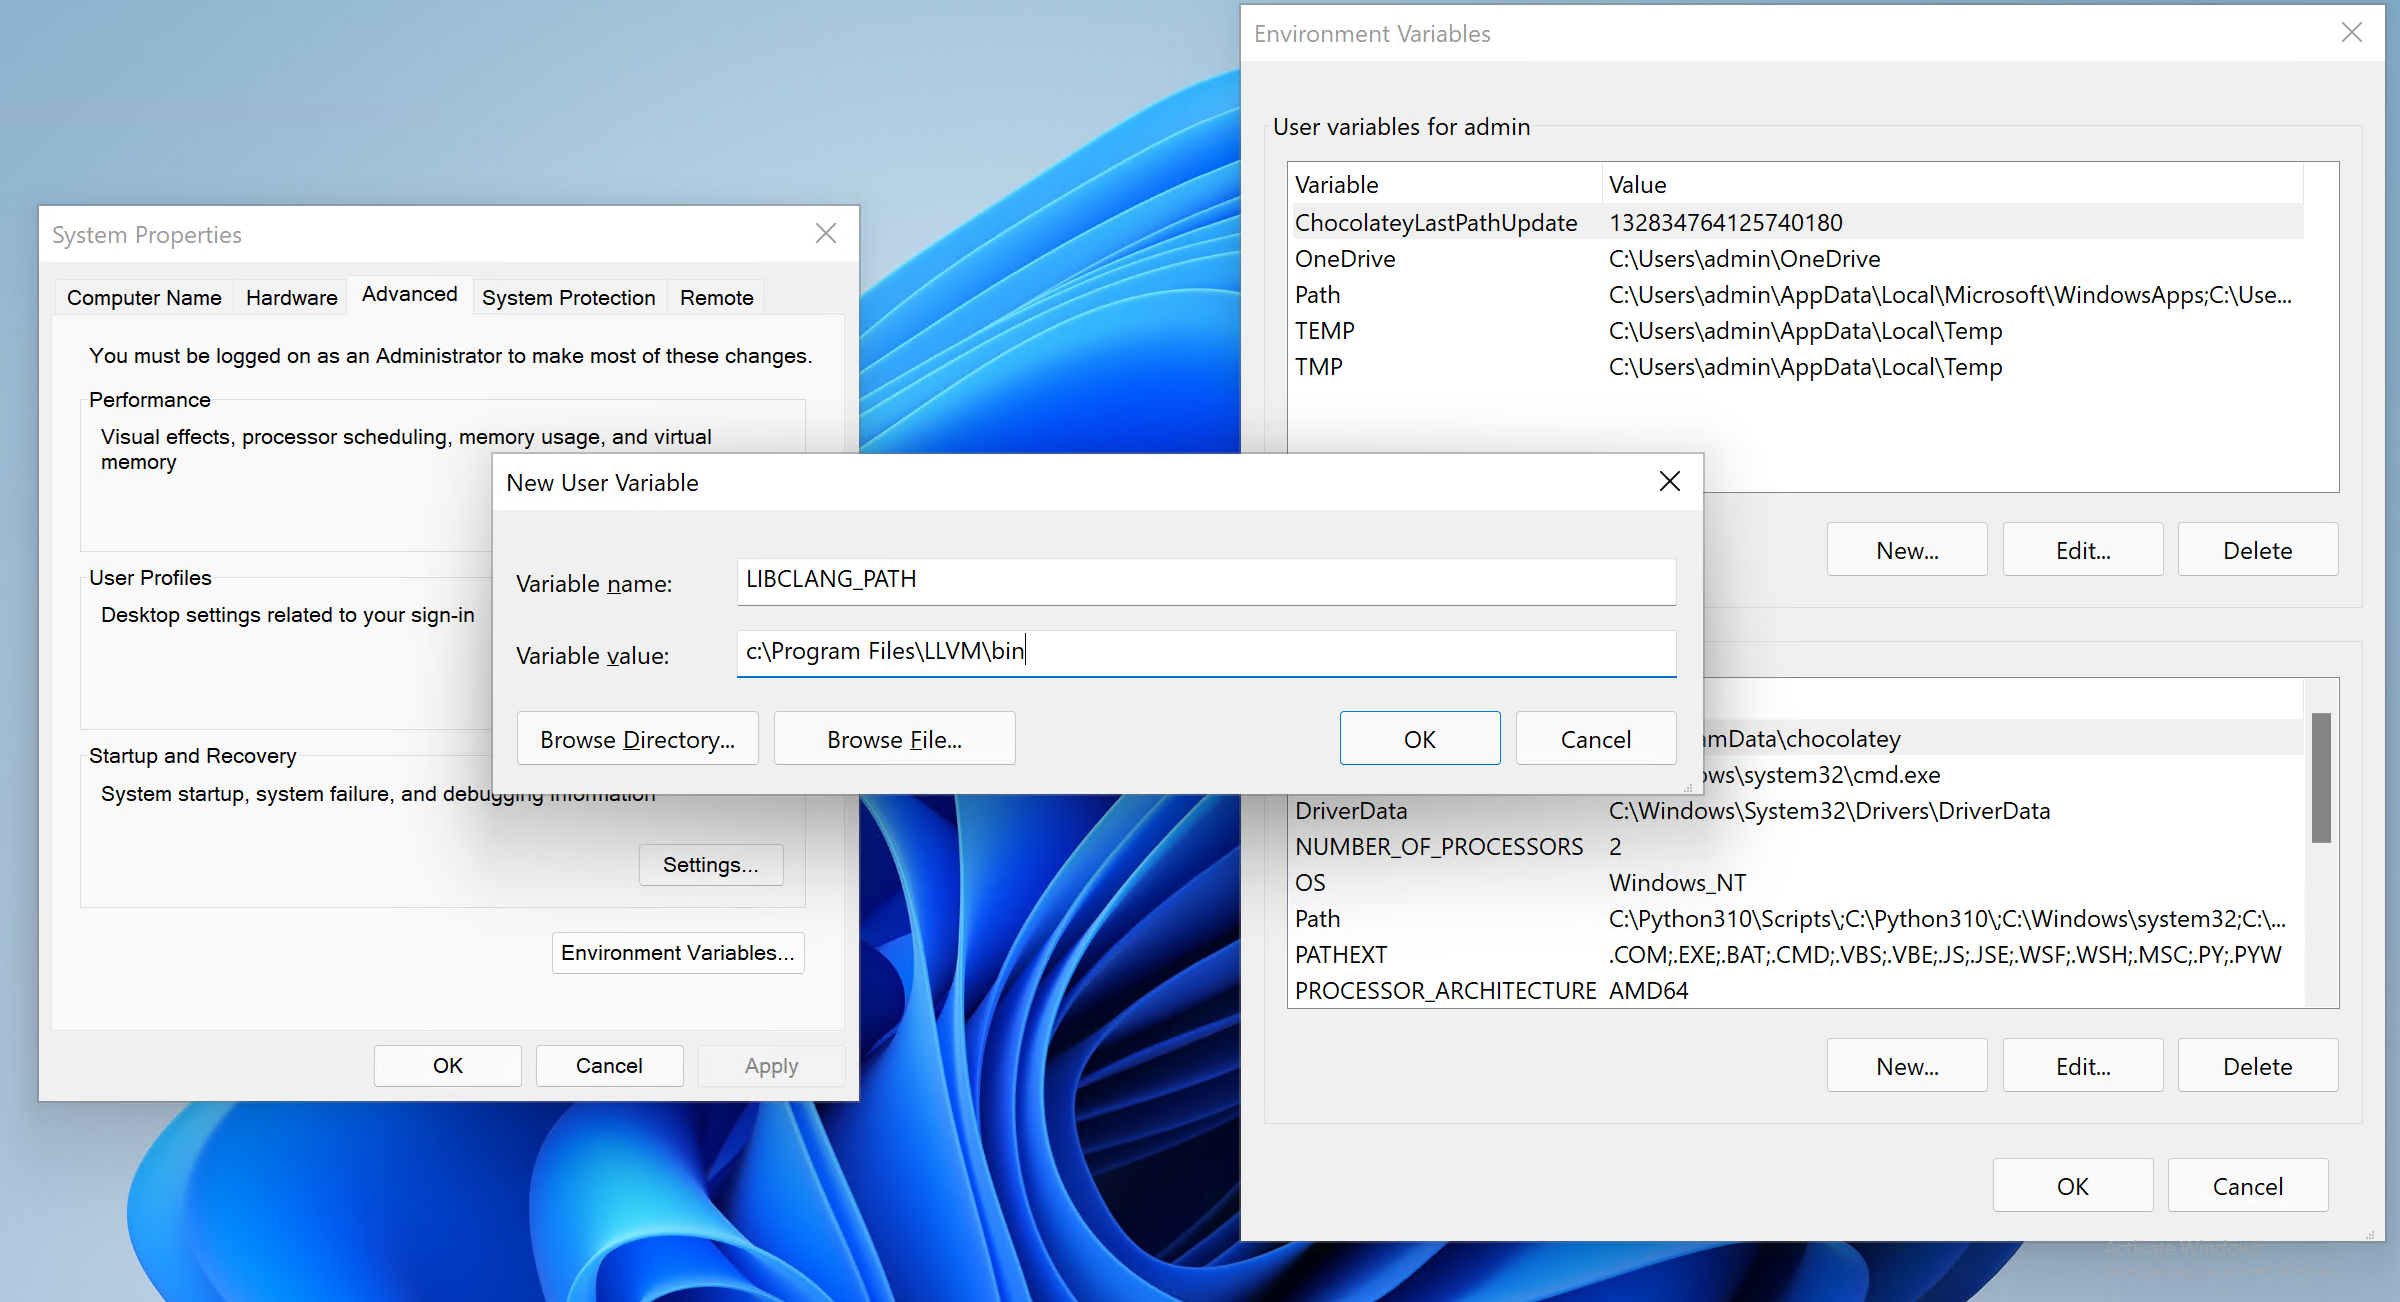 System Properties
Computer Name Hardware Advanced System Protection Remote
You must be logged on as an Administrator to make most of these changes.
Performance
Visual effects, processor scheduling, memory usage, and virtual
memory
User Profiles
Desktop settings related to your sign-in
Startup and Recovery
System startup, system failure, and debugging information
Settings...
Environment Variables...
OK Cancel Apply
New User Variable
Variable name: LIBCLANG_PATH
Variable value: c:\Program Files\LLVM\bin
Browse Directory... Browse File... OK Cancel
Environment Variables
User variables for admin
Variable Value
ChocolateyLastPathUpdate 132834764125740180
OneDrive C:\Users\admin\OneDrive
Path C:\Users\admin\AppData\Local\Microsoft\WindowsApps;C:\Use...
TEMP C:\Users\admin\AppData\Local\Temp
TMP C:\Users\admin\AppData\Local\Temp
New... Edit... Delete
amData\chocolatey
ows\system32\cmd.exe
DriverData C:\Windows\System32\Drivers\DriverData
NUMBER_OF_PROCESSORS 2
OS Windows_NT
Path C:\Python310\Scripts\;C:\Python310\;C:\Windows\system32;C:\...
PATHEXT .COM;.EXE;.BAT;.CMD;.VBS;.VBE;.JS;.JSE;.WSF;.WSH;.MSC;.PY;.PYW
PROCESSOR_ARCHITECTURE AMD64
New... Edit... Delete
OK Cancel
Activate Windows